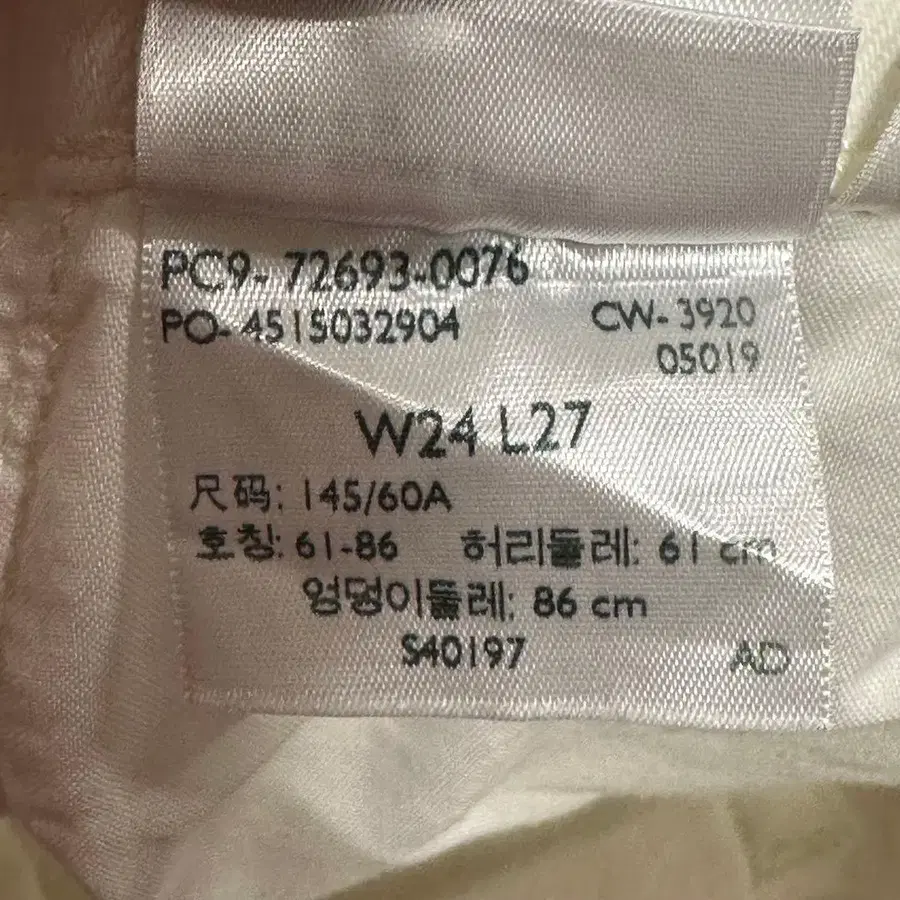 PC9-72693-0076
PO-4515032904 CW-3920
05019
W24 L27
尺码: 145/60A
호칭: 61-86 허리둘레: 61 cm
엉덩이둘레: 86 cm
S40197 AD